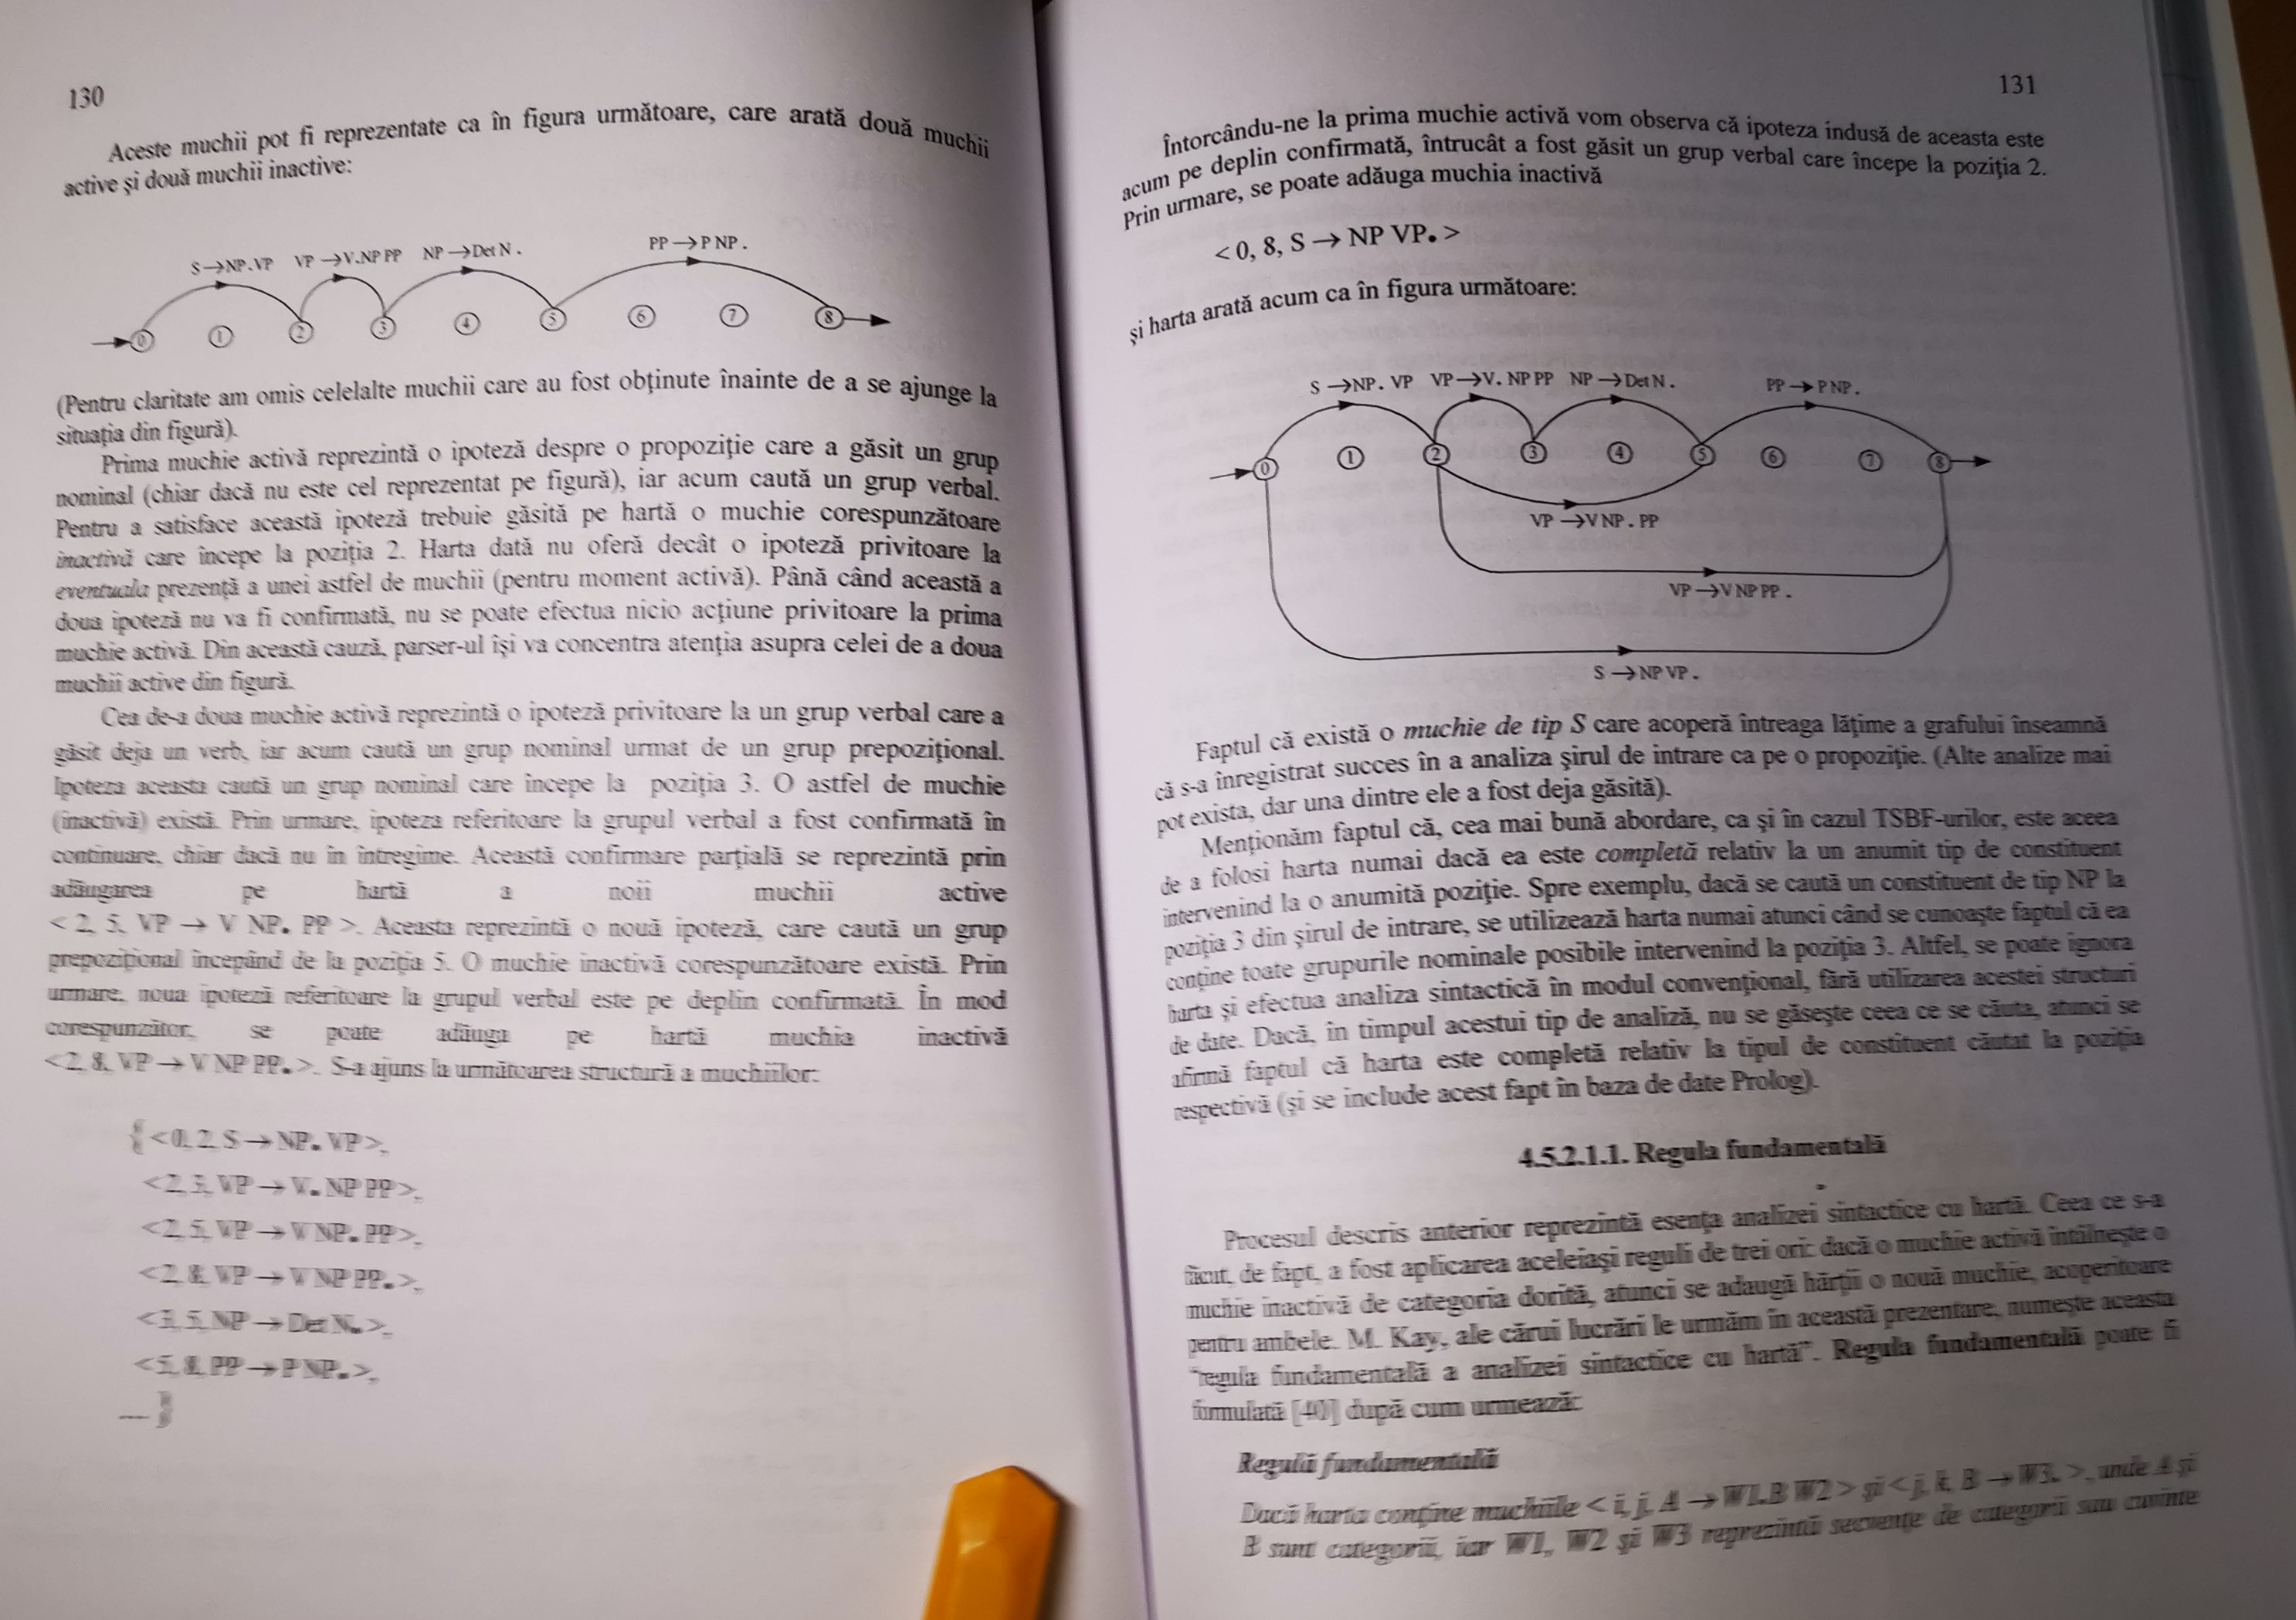 130
Aceste muchii pot fi reprezentate ca în figura următoare, care arată două muchii
active şi două muchii inactive:
S→NP.VP VP →V.NP PP NP →Det N . PP →P NP .
0 1 2 3 4 5 6 7 8
(Pentru claritate am omis celelalte muchii care au fost obţinute înainte de a se ajunge la
situaţia din figură).
Prima muchie activă reprezintă o ipoteză despre o propoziţie care a găsit un grup
nominal (chiar dacă nu este cel reprezentat pe figură), iar acum caută un grup verbal.
Pentru a satisface această ipoteză trebuie găsită pe hartă o muchie corespunzătoare
inactivă care începe la poziţia 2. Harta dată nu oferă decât o ipoteză privitoare la
eventuala prezenţă a unei astfel de muchii (pentru moment activă). Până când această a
doua ipoteză nu va fi confirmată, nu se poate efectua nicio acţiune privitoare la prima
muchie activă. Din această cauză, parser-ul îşi va concentra atenţia asupra celei de a doua
muchii active din figură.
Cea de-a doua muchie activă reprezintă o ipoteză privitoare la un grup verbal care a
găsit deja un verb, iar acum caută un grup nominal urmat de un grup prepoziţional.
Ipoteza aceasta caută un grup nominal care începe la poziţia 3. O astfel de muchie
(inactivă) există. Prin urmare, ipoteza referitoare la grupul verbal a fost confirmată în
continuare, chiar dacă nu în întregime. Această confirmare parţială se reprezintă prin
adăugarea pe hartă a noii muchii active
< 2, 5, VP → V NP. PP >. Aceasta reprezintă o nouă ipoteză, care caută un grup
prepoziţional începând de la poziţia 5. O muchie inactivă corespunzătoare există. Prin
urmare, noua ipoteză referitoare la grupul verbal este pe deplin confirmată. În mod
corespunzător, se poate adăuga pe hartă muchia inactivă
< 2, 8, VP → V NP PP. >. S-a ajuns la următoarea structură a muchiilor:
{ < 0, 2, S → NP. VP >,
< 2, 3, VP → V. NP PP >,
< 2, 5, VP → V NP. PP >,
< 2, 8, VP → V NP PP. >,
< 3, 5, NP → Det N. >,
< 5, 8, PP → P NP. >,
... }
131
Întorcându-ne la prima muchie activă vom observa că ipoteza indusă de aceasta este
acum pe deplin confirmată, întrucât a fost găsit un grup verbal care începe la poziţia 2.
Prin urmare, se poate adăuga muchia inactivă
< 0, 8, S → NP VP. >
şi harta arată acum ca în figura următoare:
S →NP. VP VP→V. NP PP NP →Det N . PP →P NP .
0 1 2 3 4 5 6 7 8
VP →V NP . PP
VP →V NP PP .
S →NP VP .
Faptul că există o muchie de tip S care acoperă întreaga lăţime a grafului înseamnă
că s-a înregistrat succes în a analiza şirul de intrare ca pe o propoziţie. (Alte analize mai
pot exista, dar una dintre ele a fost deja găsită).
Menţionăm faptul că, cea mai bună abordare, ca şi în cazul TSBF-urilor, este aceea
de a folosi harta numai dacă ea este completă relativ la un anumit tip de constituent
intervenind la o anumită poziţie. Spre exemplu, dacă se caută un constituent de tip NP la
poziţia 3 din şirul de intrare, se utilizează harta numai atunci când se cunoaşte faptul că ea
conţine toate grupurile nominale posibile intervenind la poziţia 3. Altfel, se poate ignora
harta şi efectua analiza sintactică în modul convenţional, fără utilizarea acestei structuri
de date. Dacă, în timpul acestui tip de analiză, nu se găseşte ceea ce se căuta, atunci se
afirmă faptul că harta este completă relativ la tipul de constituent căutat la poziţia
respectivă (şi se include acest fapt în baza de date Prolog).
4.5.2.1.1. Regula fundamentală
Procesul descris anterior reprezintă esenţa analizei sintactice cu hartă. Ceea ce s-a
făcut, de fapt, a fost aplicarea aceleiaşi reguli de trei ori: dacă o muchie activă întâlneşte o
muchie inactivă de categoria dorită, atunci se adaugă hărţii o nouă muchie, acoperitoare
pentru ambele. M. Kay, ale cărui lucrări le urmăm în această prezentare, numeşte aceasta
"regula fundamentală a analizei sintactice cu hartă". Regula fundamentală poate fi
formulată [40] după cum urmează:
Regulă fundamentală
Dacă harta conţine muchiile < i, j, A → W1.B W2 > şi < j, k, B → W3. >, unde A şi
B sunt categorii, iar W1, W2 şi W3 reprezintă secvenţe de categorii sau cuvinte